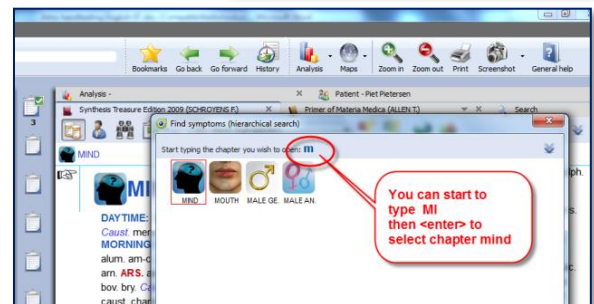 Bookmarks Go back Go forward History Analysis Maps Zoom in Zoom out Print Screenshot General help
Analysis - Patient - Piet Pietersen
3
Synthesis Treasure Edition 2009 (SCHROYENS F.) Primer of Materia Medica (ALLEN T.) Search
Find symptoms (hierarchical search)
Start typing the chapter you wish to open: m
MIND
MIND MOUTH MALE GE. MALE AN.
MI
You can start to
type MI
then <enter> to
select chapter mind
DAYTIME:
Caust.
MORNING
alum. am-c
arn. ARS.
bov. bry.
caust.